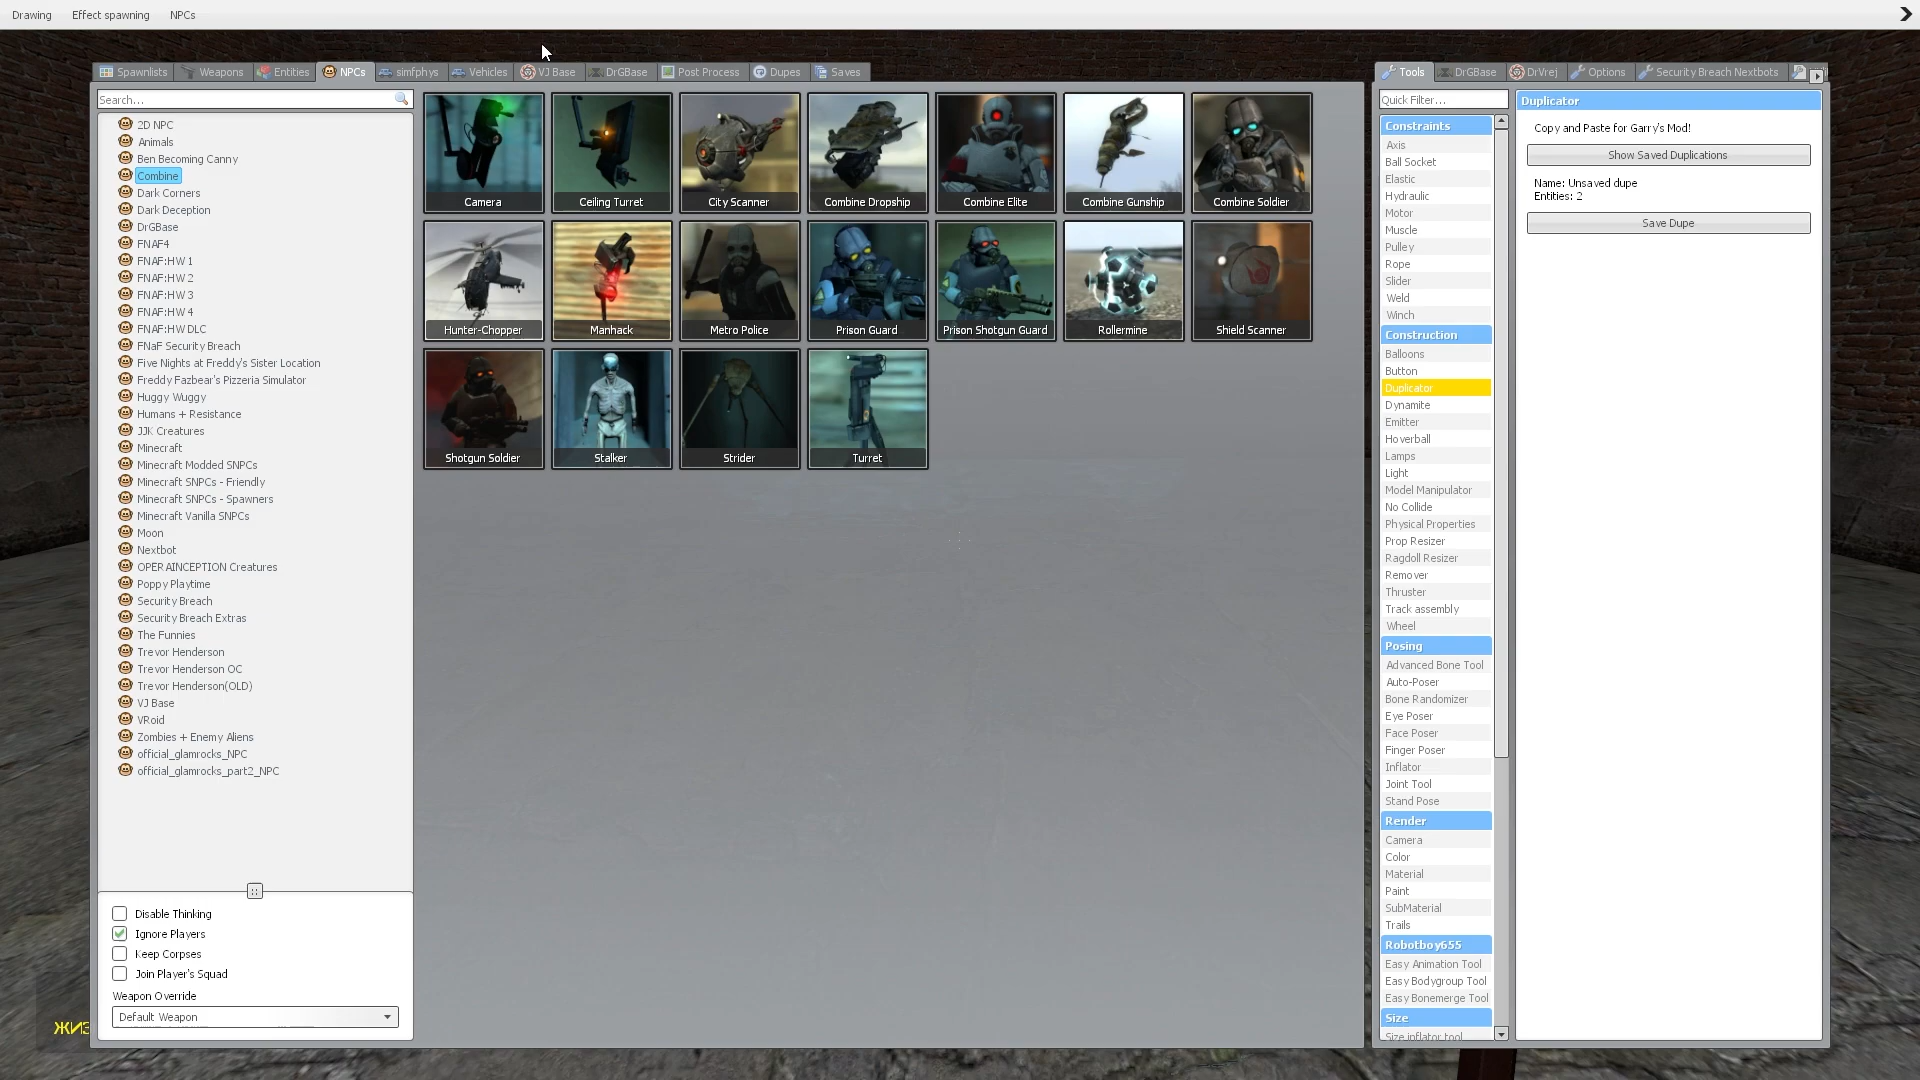 Drawing Effect spawning NPCs
Spawnlists Weapons Entities NPCs simfphys Vehicles VJ Base DrGBase Post Process Dupes Saves
Search...
2D NPC
Animals
Ben Becoming Canny
Combine
Dark Corners
Dark Deception
DrGBase
FNAF4
FNAF:HW 1
FNAF:HW 2
FNAF:HW 3
FNAF:HW 4
FNAF:HW DLC
FNaF Security Breach
Five Nights at Freddy's Sister Location
Freddy Fazbear's Pizzeria Simulator
Huggy Wuggy
Humans + Resistance
JJK Creatures
Minecraft
Minecraft Modded SNPCs
Minecraft SNPCs - Friendly
Minecraft SNPCs - Spawners
Minecraft Vanilla SNPCs
Moon
Nextbot
OPERAINCEPTION Creatures
Poppy Playtime
Security Breach
Security Breach Extras
The Funnies
Trevor Henderson
Trevor Henderson OC
Trevor Henderson(OLD)
VJ Base
VRoid
Zombies + Enemy Aliens
official_glamrocks_NPC
official_glamrocks_part2_NPC
Disable Thinking
Ignore Players
Keep Corpses
Join Player's Squad
Weapon Override
Default Weapon
ЖИЗ
Camera Ceiling Turret City Scanner Combine Dropship Combine Elite Combine Gunship Combine Soldier
Hunter-Chopper Manhack Metro Police Prison Guard Prison Shotgun Guard Rollermine Shield Scanner
Shotgun Soldier Stalker Strider Turret
Tools DrGBase DrVrej Options Security Breach Nextbots
Quick Filter...
Constraints
Axis
Ball Socket
Elastic
Hydraulic
Motor
Muscle
Pulley
Rope
Slider
Weld
Winch
Construction
Balloons
Button
Duplicator
Dynamite
Emitter
Hoverball
Lamps
Light
Model Manipulator
No Collide
Physical Properties
Prop Resizer
Ragdoll Resizer
Remover
Thruster
Track assembly
Wheel
Posing
Advanced Bone Tool
Auto-Poser
Bone Randomizer
Eye Poser
Face Poser
Finger Poser
Inflator
Joint Tool
Stand Pose
Render
Camera
Color
Material
Paint
SubMaterial
Trails
Robotboy655
Easy Animation Tool
Easy Bodygroup Tool
Easy Bonemerge Tool
Size
Size inflator tool
Duplicator
Copy and Paste for Garry's Mod!
Show Saved Duplications
Name: Unsaved dupe
Entities: 2
Save Dupe